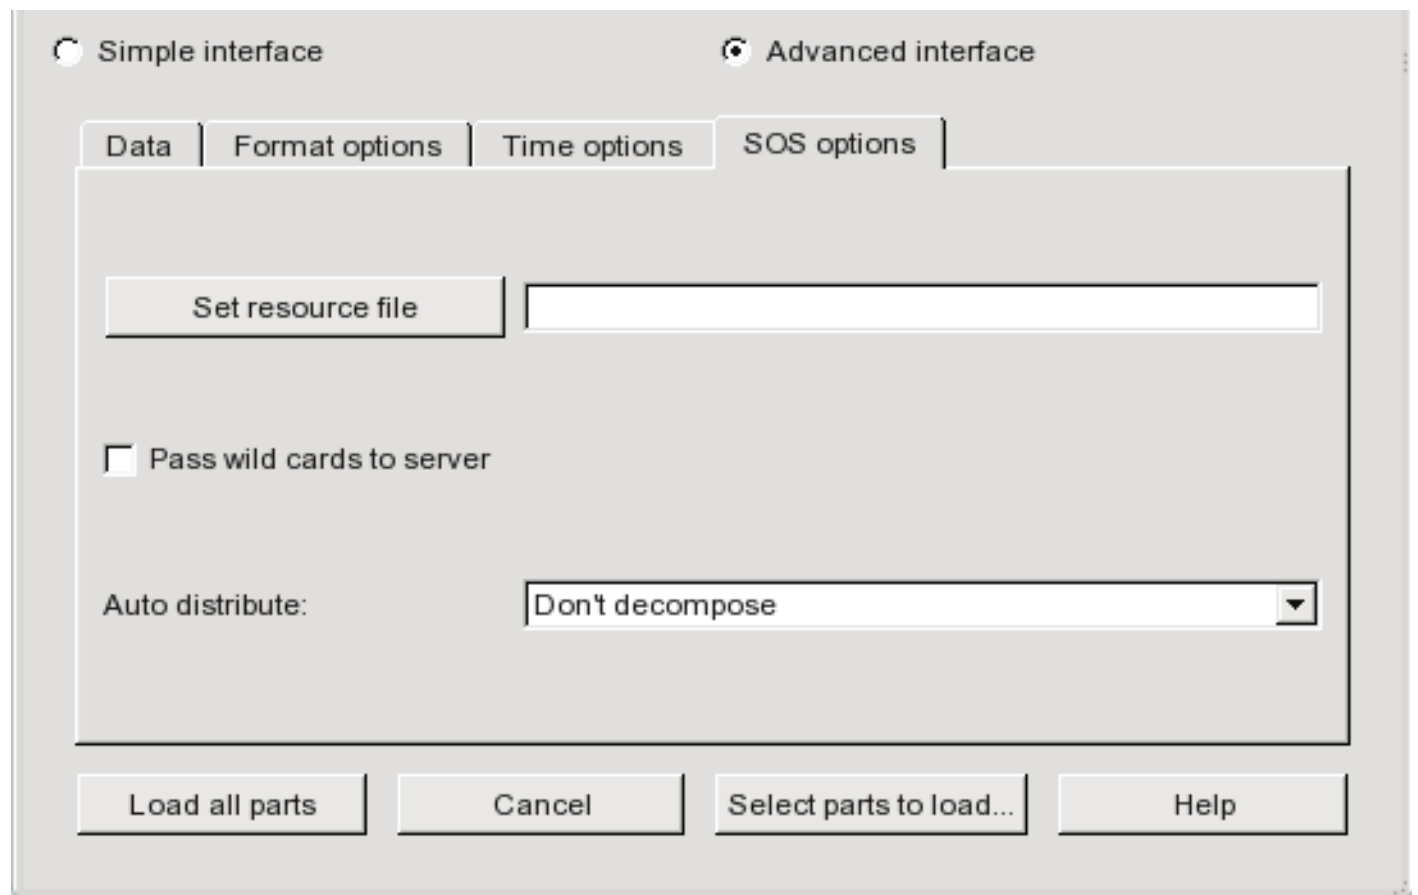 Simple interface Advanced interface
Data Format options Time options SOS options
Set resource file
Pass wild cards to server
Auto distribute: Don't decompose
Load all parts Cancel Select parts to load... Help